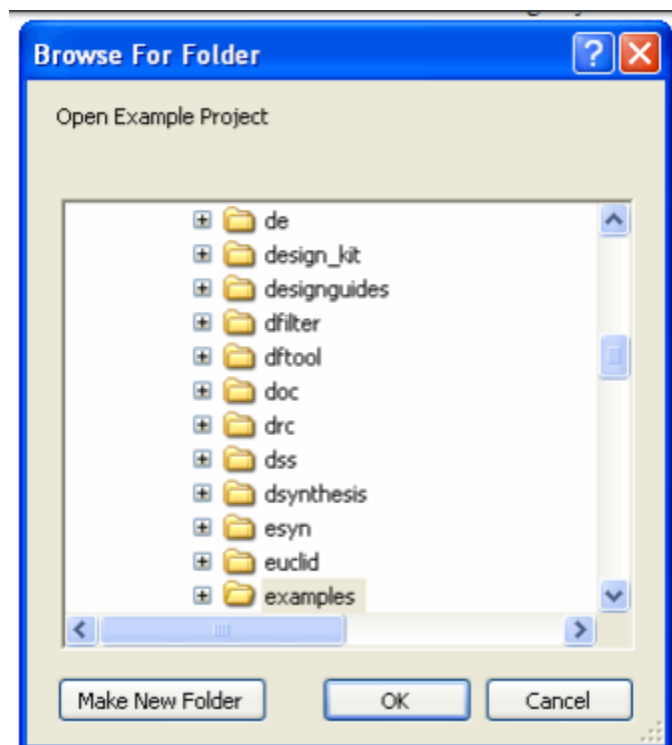 Browse For Folder
Open Example Project
de
design_kit
designguides
dfilter
dftool
doc
drc
dss
dsynthesis
esyn
euclid
examples
Make New Folder OK Cancel